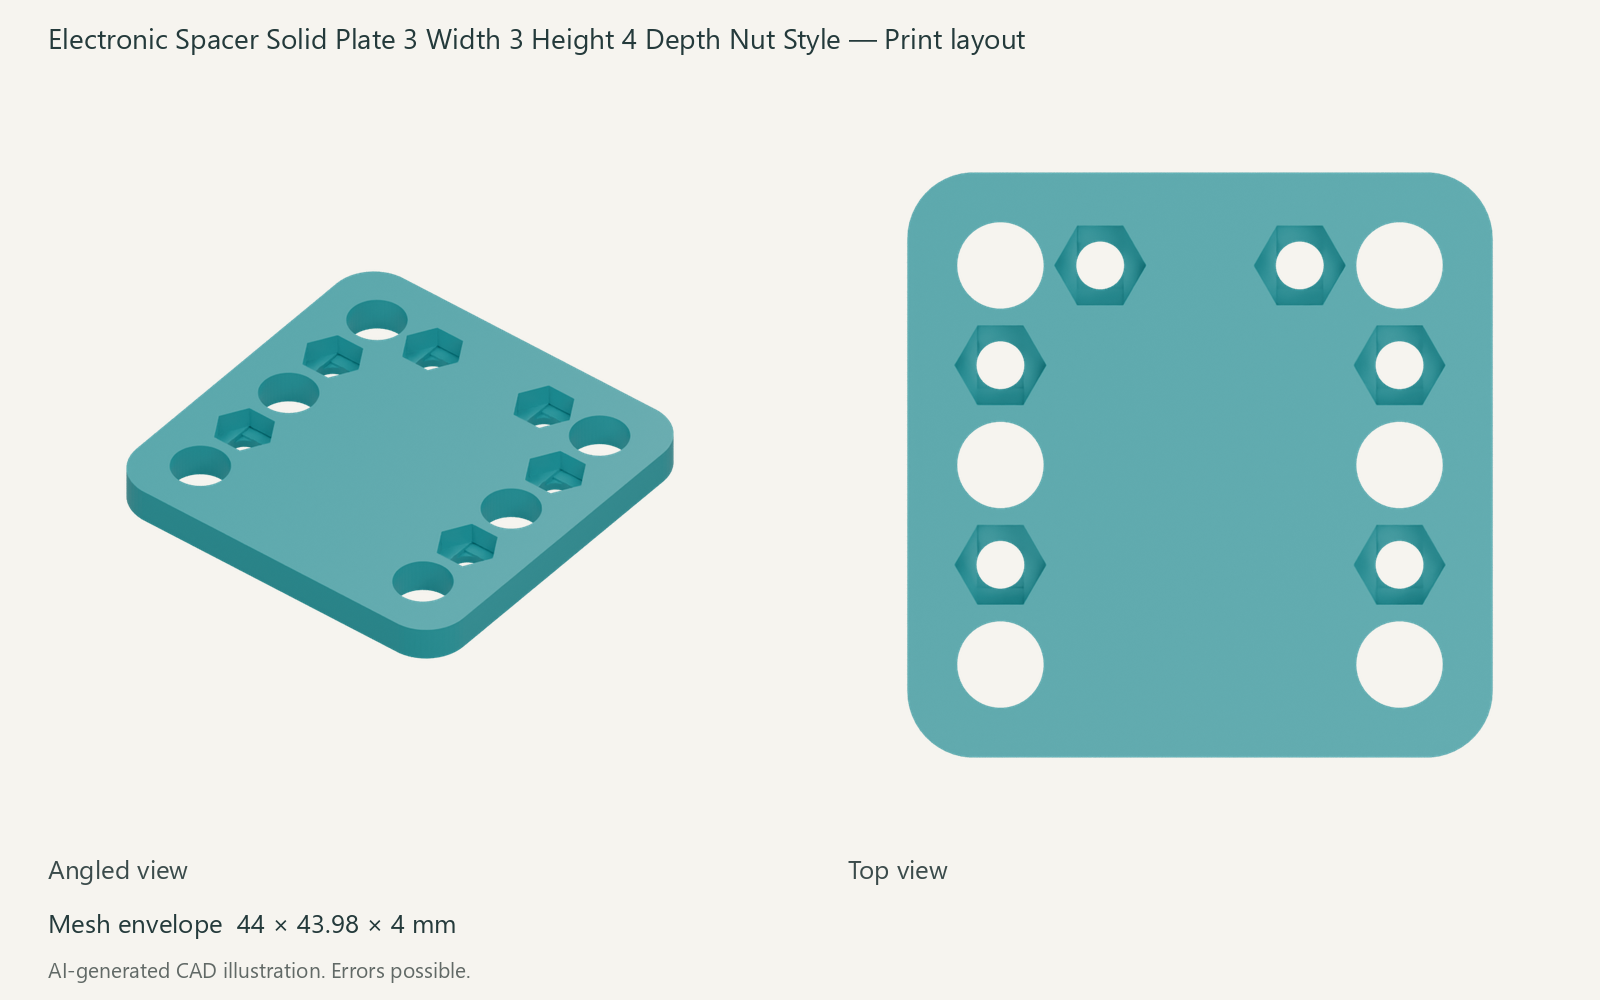 Electronic Spacer Solid Plate 3 Width 3 Height 4 Depth Nut Style — Print layout
Angled view
Top view
Mesh envelope 44 × 43.98 × 4 mm
AI-generated CAD illustration. Errors possible.